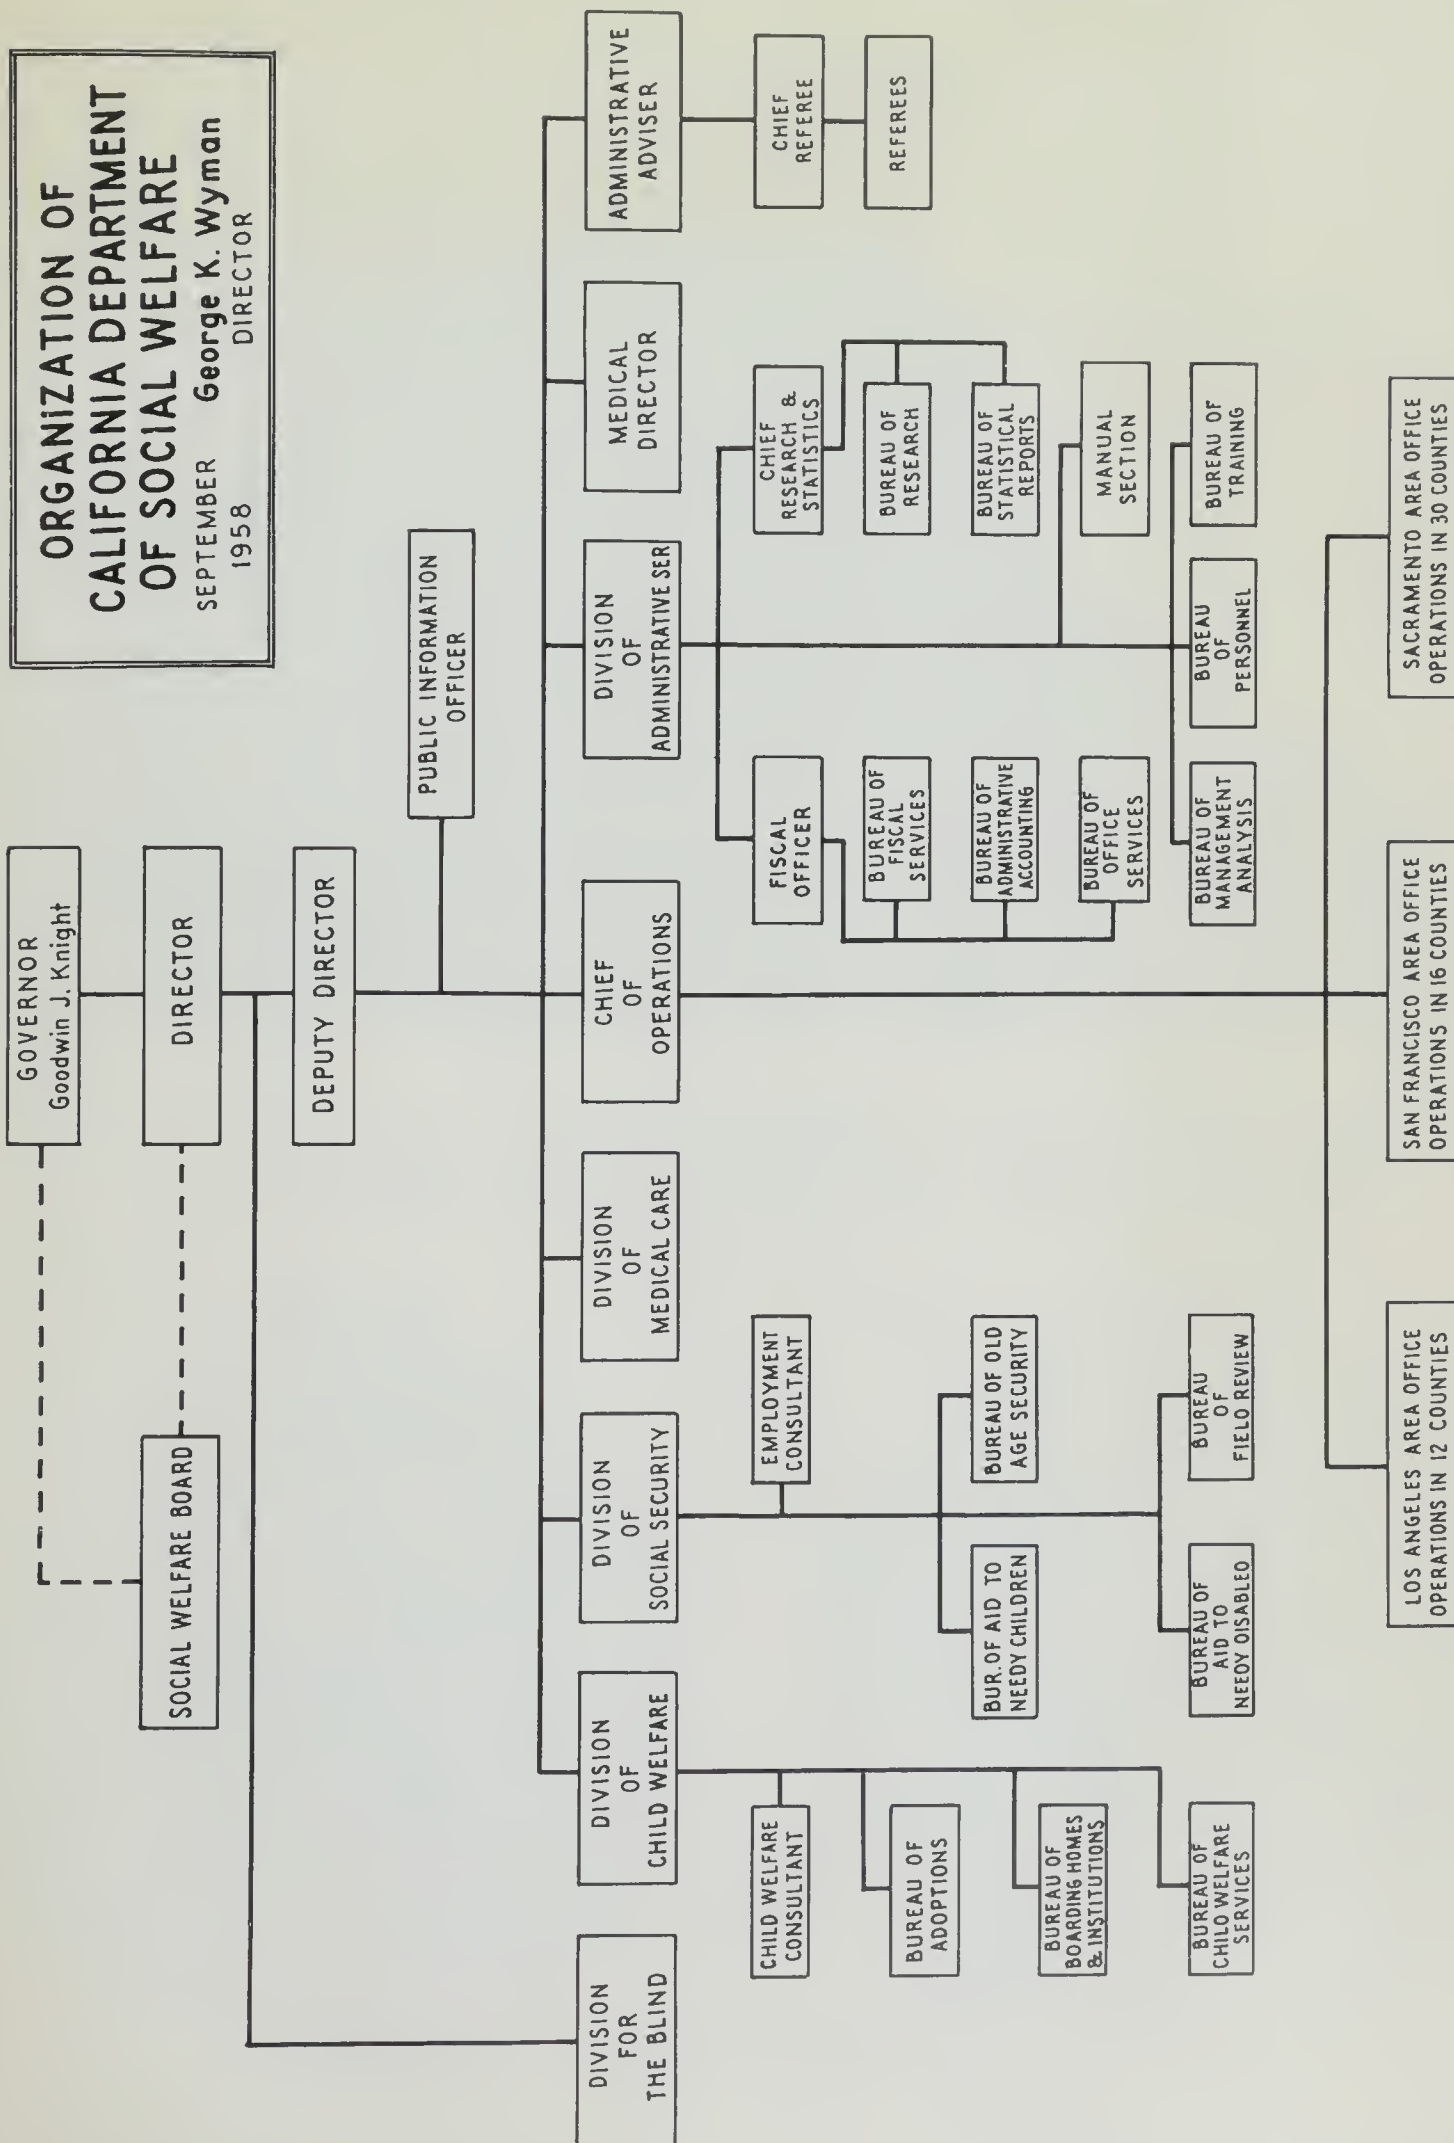 ORGANIZATION OF
CALIFORNIA DEPARTMENT
OF SOCIAL WELFARE
SEPTEMBER George K. Wyman
1958 DIRECTOR
GOVERNOR
Goodwin J. Knight
DIRECTOR
SOCIAL WELFARE BOARD
DEPUTY DIRECTOR
PUBLIC INFORMATION
OFFICER
DIVISION
FOR
THE BLIND
DIVISION
OF
CHILD WELFARE
DIVISION
OF
SOCIAL SECURITY
DIVISION
OF
MEDICAL CARE
CHIEF
OF
OPERATIONS
DIVISION
OF
ADMINISTRATIVE SER
MEDICAL
DIRECTOR
ADMINISTRATIVE
ADVISER
CHILD WELFARE
CONSULTANT
BUREAU OF
ADOPTIONS
BUREAU OF
BOARDING HOMES
& INSTITUTIONS
BUREAU OF
CHILD WELFARE
SERVICES
EMPLOYMENT
CONSULTANT
BUR. OF AID TO
NEEDY CHILDREN
BUREAU OF OLD
AGE SECURITY
BUREAU OF
AID TO
NEEDY DISABLED
BUREAU
OF
FIELD REVIEW
FISCAL
OFFICER
BUREAU OF
FISCAL
SERVICES
BUREAU OF
ADMINISTRATIVE
ACCOUNTING
BUREAU OF
OFFICE
SERVICES
CHIEF
RESEARCH &
STATISTICS
BUREAU OF
RESEARCH
BUREAU OF
STATISTICAL
REPORTS
MANUAL
SECTION
BUREAU OF
MANAGEMENT
ANALYSIS
BUREAU
OF
PERSONNEL
BUREAU OF
TRAINING
CHIEF
REFEREE
REFEREES
LOS ANGELES AREA OFFICE
OPERATIONS IN 12 COUNTIES
SAN FRANCISCO AREA OFFICE
OPERATIONS IN 16 COUNTIES
SACRAMENTO AREA OFFICE
OPERATIONS IN 30 COUNTIES